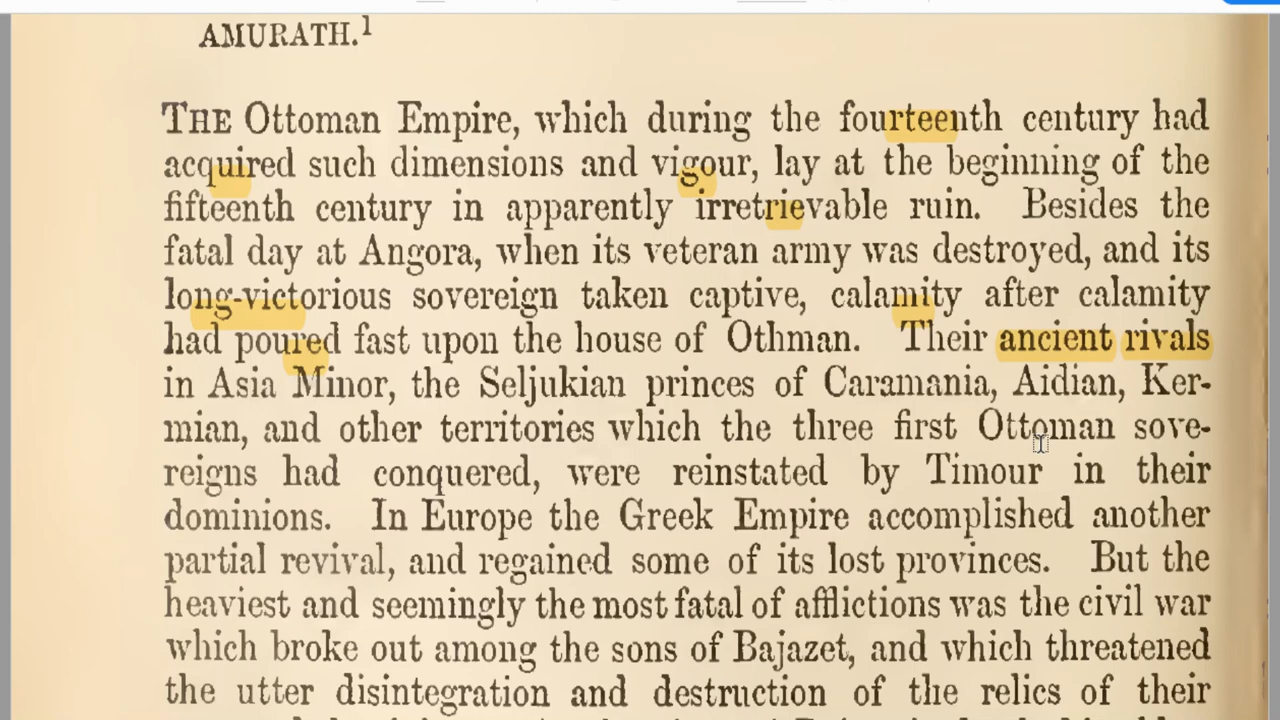 AMURATH.¹
THE Ottoman Empire, which during the fourteenth century had
acquired such dimensions and vigour, lay at the beginning of the
fifteenth century in apparently irretrievable ruin. Besides the
fatal day at Angora, when its veteran army was destroyed, and its
long-victorious sovereign taken captive, calamity after calamity
had poured fast upon the house of Othman. Their ancient rivals
in Asia Minor, the Seljukian princes of Caramania, Aidian, Ker-
mian, and other territories which the three first Ottoman sove-
reigns had conquered, were reinstated by Timour in their
dominions. In Europe the Greek Empire accomplished another
partial revival, and regained some of its lost provinces. But the
heaviest and seemingly the most fatal of afflictions was the civil war
which broke out among the sons of Bajazet, and which threatened
the utter disintegration and destruction of the relics of their